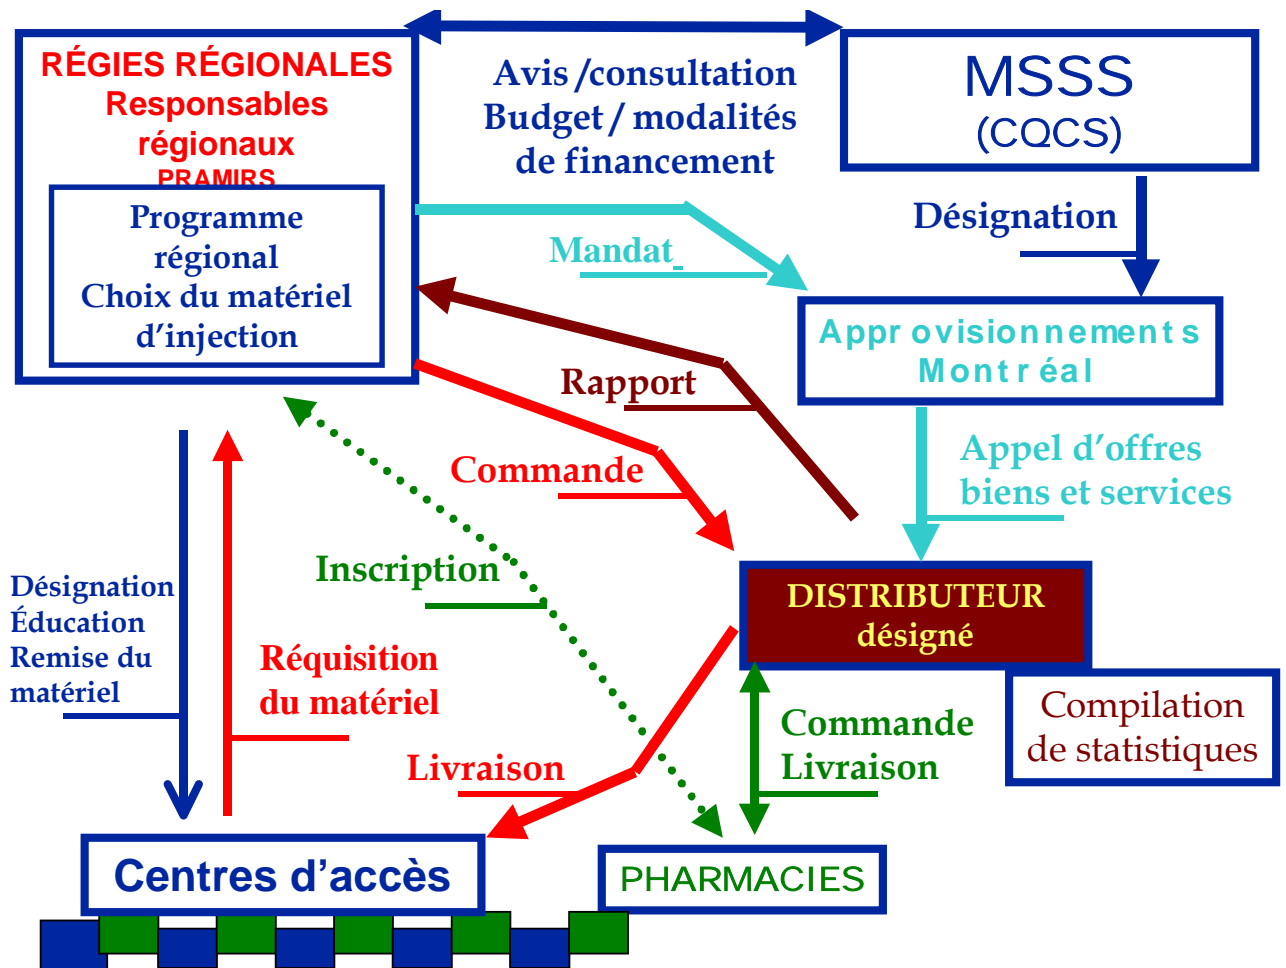 RÉGIES RÉGIONALES
Responsables
régionaux
PRAMIRS
Programme
régional
Choix du matériel
d’injection
Avis /consultation
Budget / modalités
de financement
MSSS
(CQCS)
Désignation
Mandat
Approvisionnements
Montréal
Rapport
Commande
Appel d’offres
biens et services
Inscription
DISTRIBUTEUR
désigné
Désignation
Éducation
Remise du
matériel
Réquisition
du matériel
Compilation
de statistiques
Commande
Livraison
Livraison
Centres d’accès
PHARMACIES